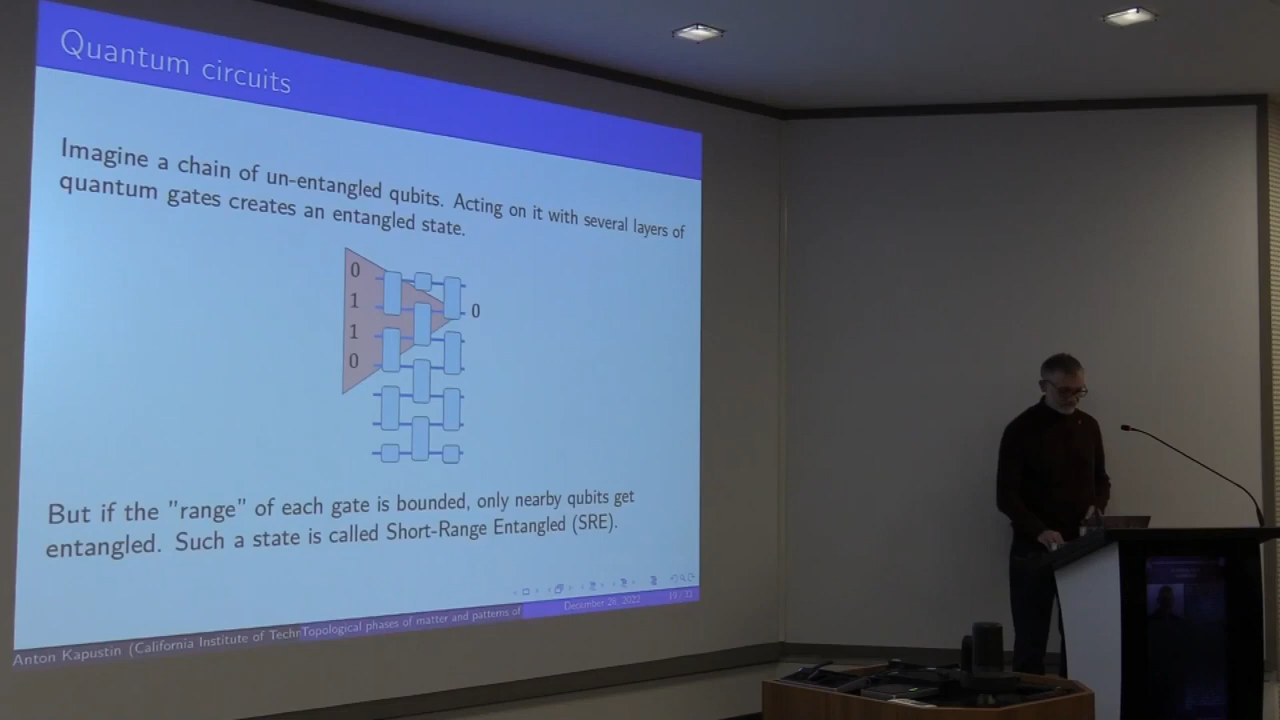 Quantum circuits
Imagine a chain of un-entangled qubits. Acting on it with several layers of
quantum gates creates an entangled state.
0
1
1
0
0
But if the "range" of each gate is bounded, only nearby qubits get
entangled. Such a state is called Short-Range Entangled (SRE).
Anton Kapustin (California Institute of Techn Topological phases of matter and patterns of December 28, 2022 19 / 33